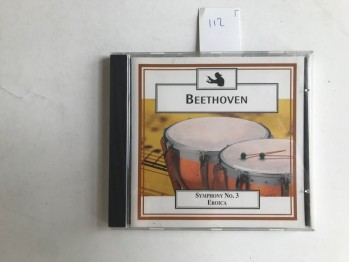 112
BEETHOVEN
SYMPHONY NO. 3
EROICA